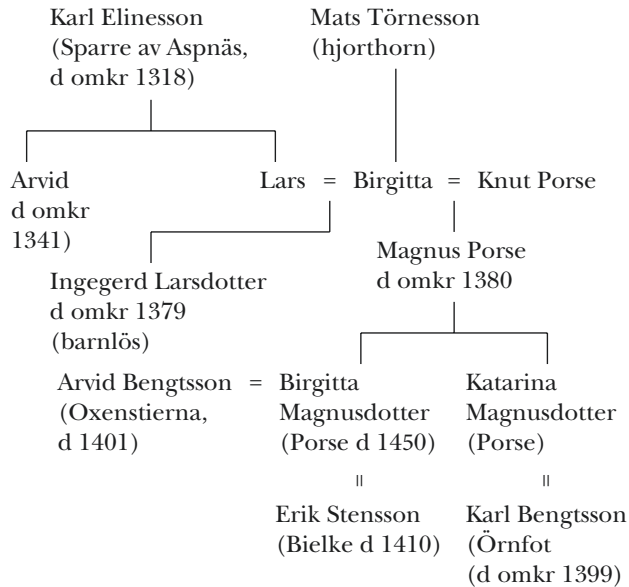 Karl Elinesson
(Sparre av Aspnäs,
d omkr 1318)
Mats Törnesson
(hjorthorn)
Arvid
d omkr
1341)
Lars = Birgitta = Knut Porse
Ingegerd Larsdotter
d omkr 1379
(barnlös)
Magnus Porse
d omkr 1380
Arvid Bengtsson =
(Oxenstierna,
d 1401)
Birgitta
Magnusdotter
(Porse d 1450)
Katarina
Magnusdotter
(Porse)
=
Erik Stensson
(Bielke d 1410)
=
Karl Bengtsson
(Örnfot
(d omkr 1399)